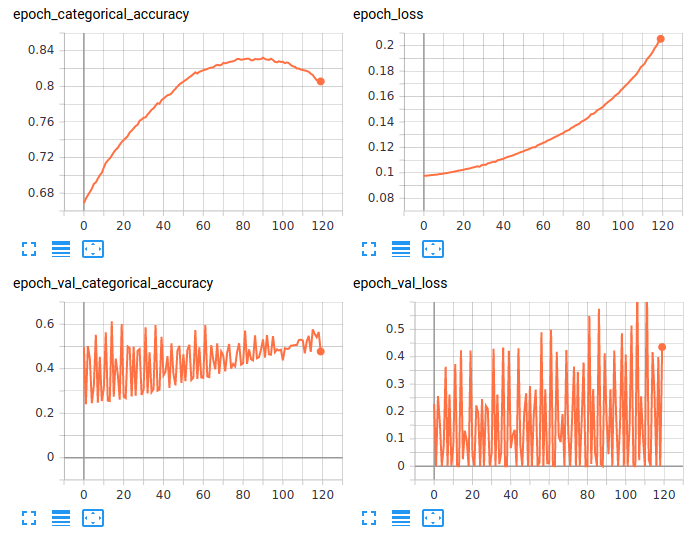 epoch_categorical_accuracy
0.84
0.8
0.76
0.72
0.68
0 20 40 60 80 100 120
epoch_loss
0.2
0.18
0.16
0.14
0.12
0.1
0.08
0 20 40 60 80 100 120
epoch_val_categorical_accuracy
0.6
0.4
0.2
0
0 20 40 60 80 100 120
epoch_val_loss
0.5
0.4
0.3
0.2
0.1
0
0 20 40 60 80 100 120